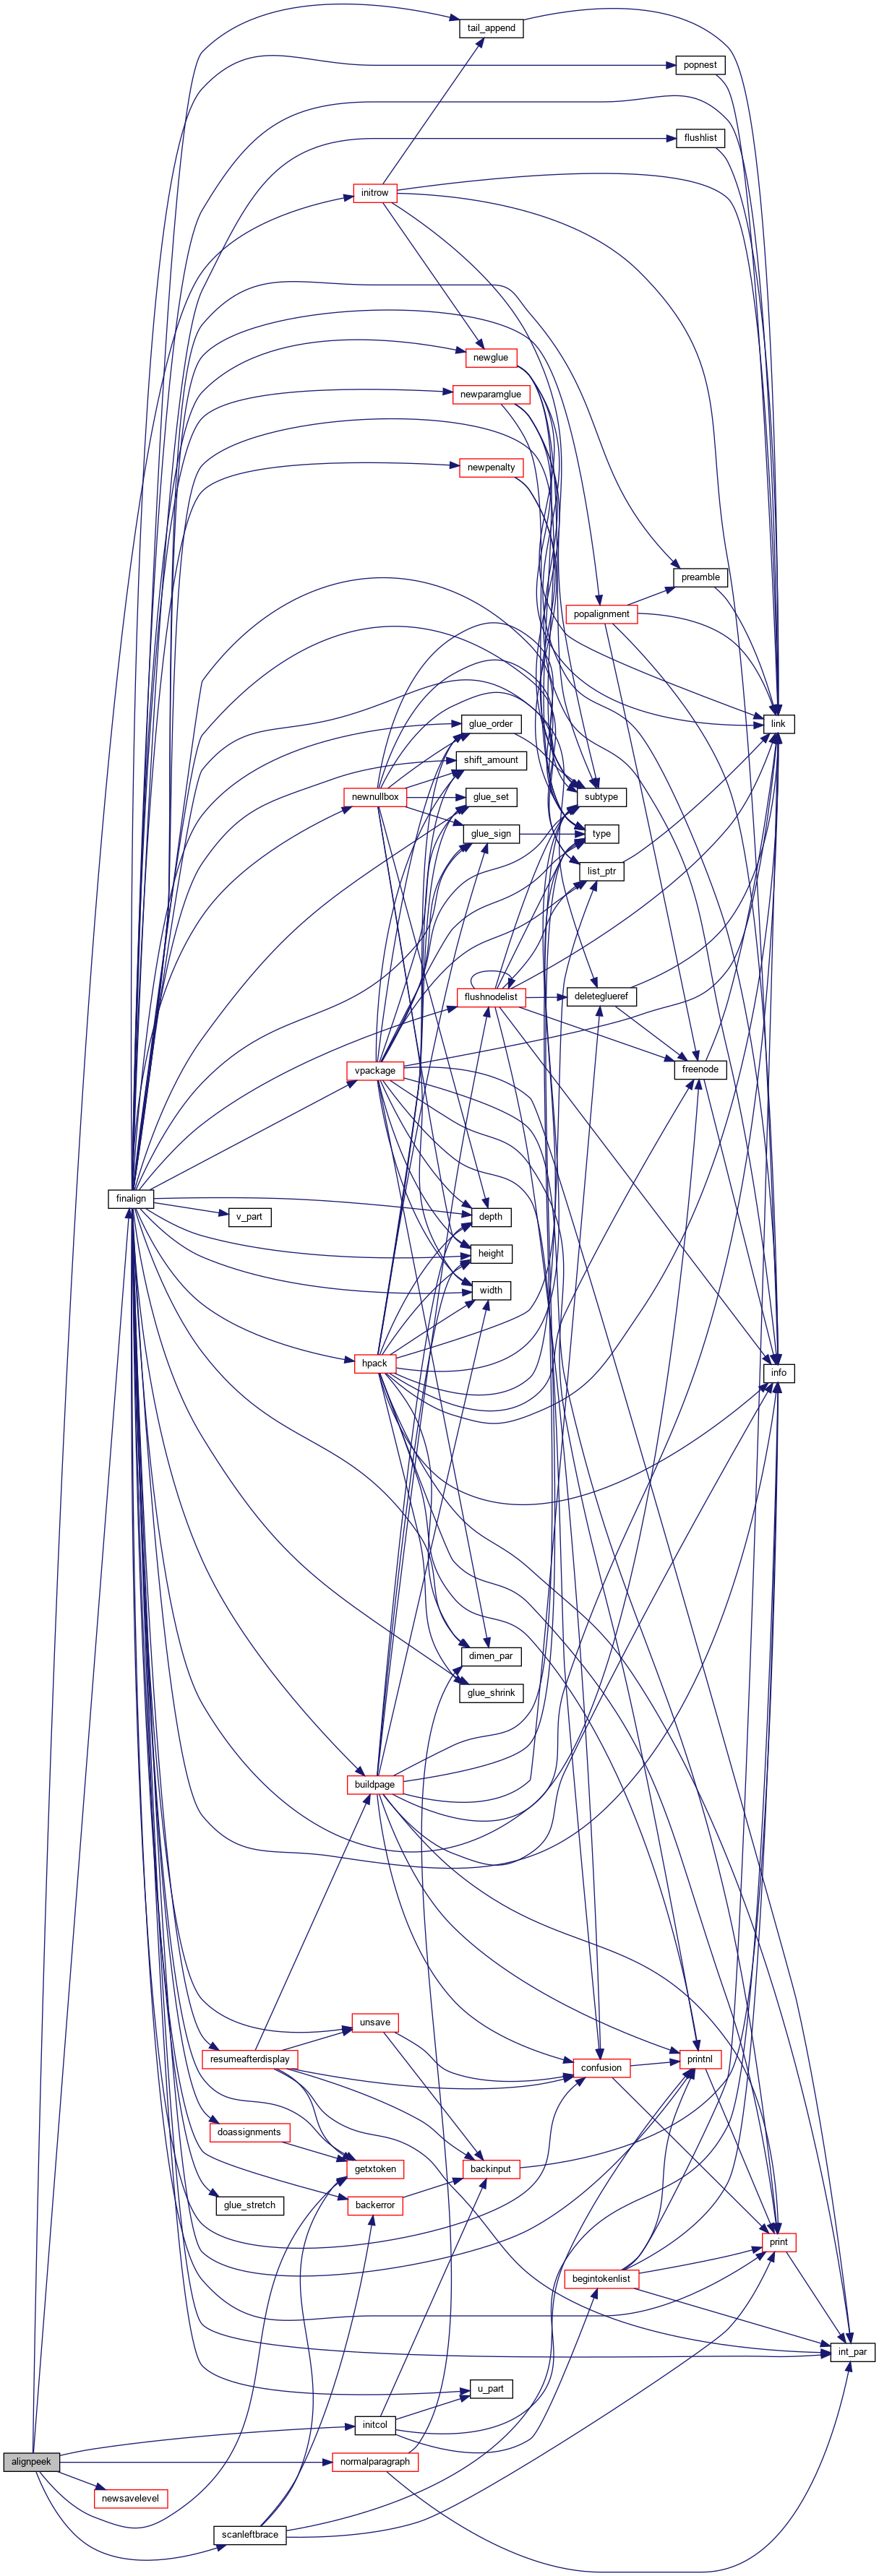 tail_append
popnest
flushlist
initrow
newglue
newparamglue
newpenalty
preamble
popalignment
glue_order
link
shift_amount
newnullbox
glue_set
subtype
glue_sign
type
list_ptr
flushnodelist
deleteglueref
vpackage
freenode
finalign
v_part
depth
height
width
hpack
info
dimen_par
glue_shrink
buildpage
unsave
resumeafterdisplay
printnl
confusion
doassignments
getxtoken
backinput
glue_stretch
backerror
print
begintokenlist
int_par
u_part
initcol
alignpeek
normalparagraph
newsavelevel
scanleftbrace